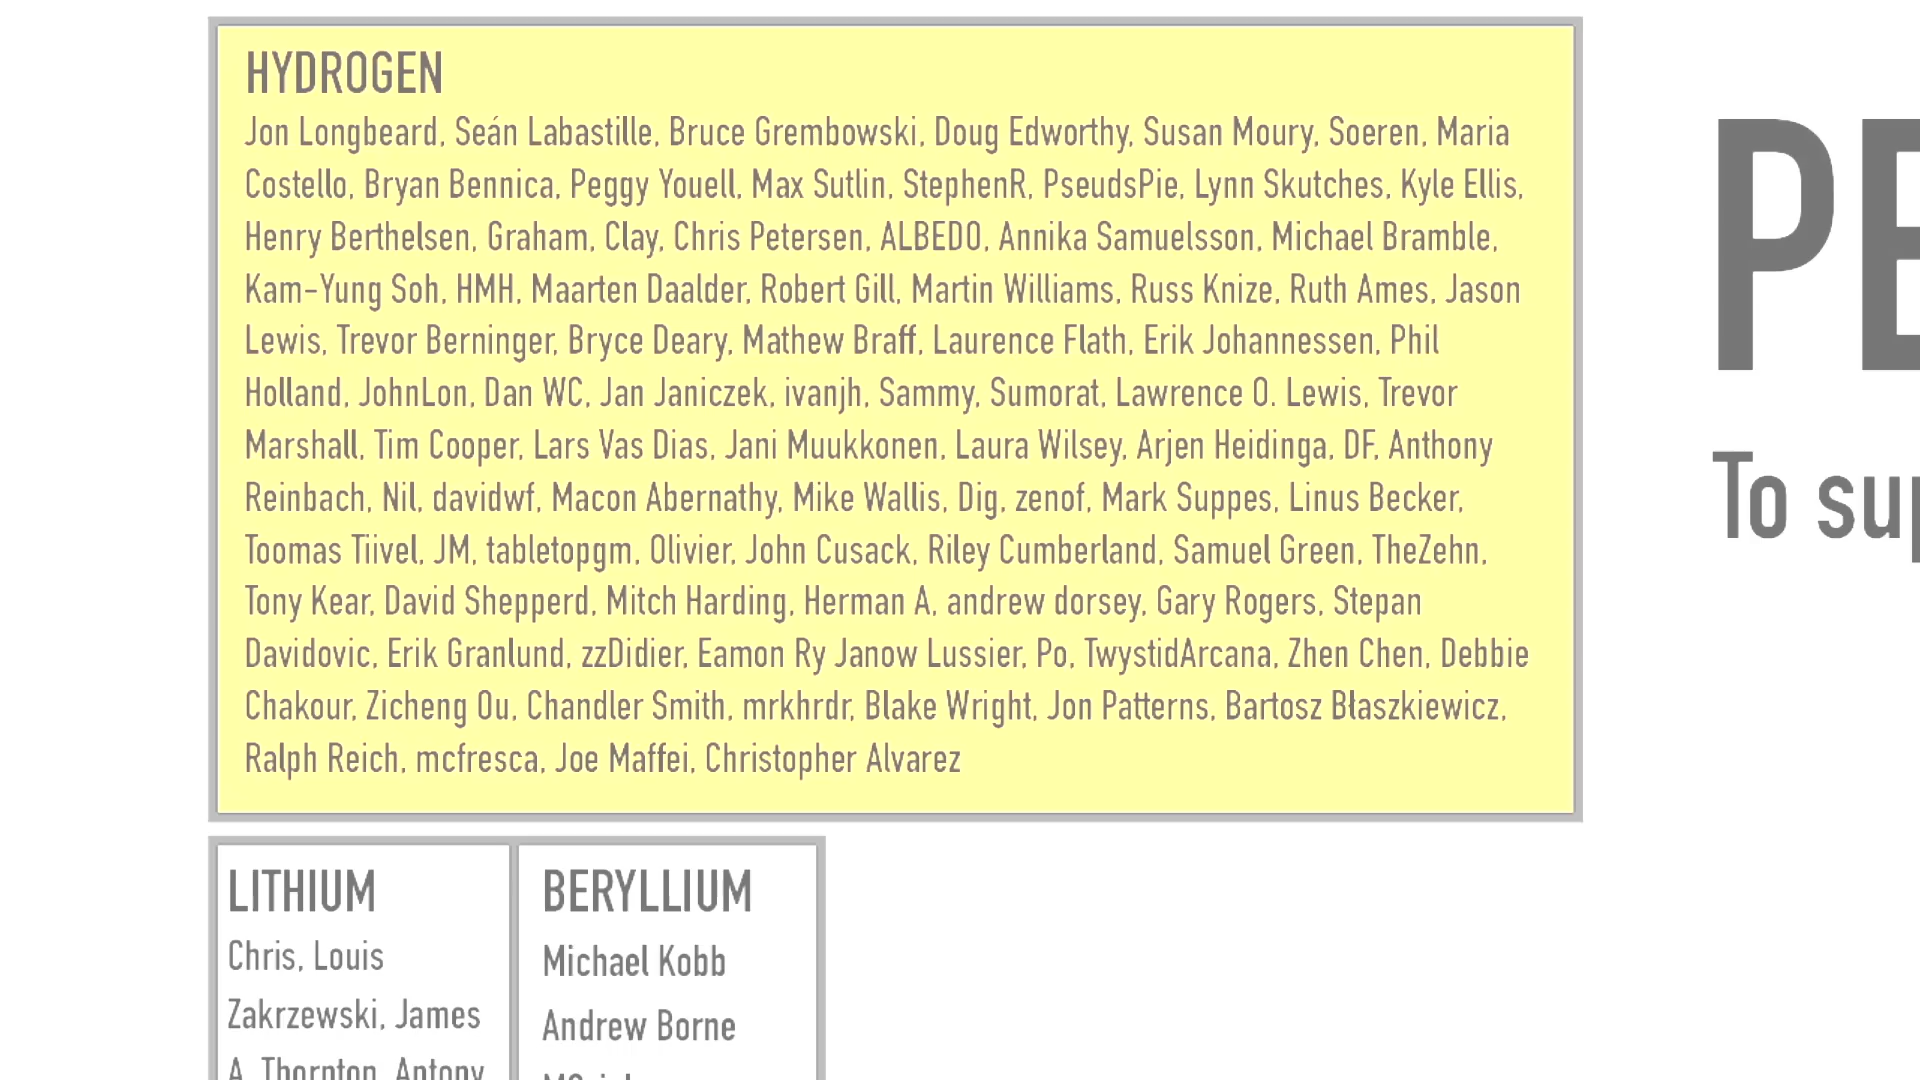 HYDROGEN
Jon Longbeard, Seán Labastille, Bruce Grembowski, Doug Edworthy, Susan Moury, Soeren, Maria
Costello, Bryan Bennica, Peggy Youell, Max Sutlin, StephenR, PseudsPie, Lynn Skutches, Kyle Ellis,
Henry Berthelsen, Graham, Clay, Chris Petersen, ALBEDO, Annika Samuelsson, Michael Bramble,
Kam-Yung Soh, HMH, Maarten Daalder, Robert Gill, Martin Williams, Russ Knize, Ruth Ames, Jason
Lewis, Trevor Berninger, Bryce Deary, Mathew Braff, Laurence Flath, Erik Johannessen, Phil
Holland, JohnLon, Dan WC, Jan Janiczek, ivanjh, Sammy, Sumorat, Lawrence O. Lewis, Trevor
Marshall, Tim Cooper, Lars Vas Dias, Jani Muukkonen, Laura Wilsey, Arjen Heidinga, DF, Anthony
Reinbach, Nil, davidwf, Macon Abernathy, Mike Wallis, Dig, zenof, Mark Suppes, Linus Becker,
Toomas Tiivel, JM, tabletopgm, Olivier, John Cusack, Riley Cumberland, Samuel Green, TheZehn,
Tony Kear, David Shepperd, Mitch Harding, Herman A, andrew dorsey, Gary Rogers, Stepan
Davidovic, Erik Granlund, zzDidier, Eamon Ry Janow Lussier, Po, TwystidArcana, Zhen Chen, Debbie
Chakour, Zicheng Ou, Chandler Smith, mrkhrdr, Blake Wright, Jon Patterns, Bartosz Błaszkiewicz,
Ralph Reich, mcfresca, Joe Maffei, Christopher Alvarez
PE
To sup
LITHIUM
Chris, Louis
Zakrzewski, James
A, Thornton, Antony
BERYLLIUM
Michael Kobb
Andrew Borne